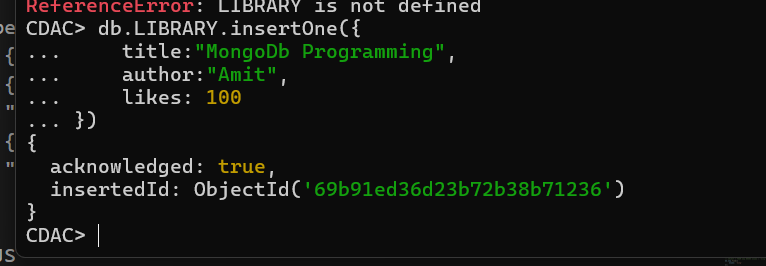 ReferenceError: LIBRARY is not defined
CDAC> db.LIBRARY.insertOne({
...     title:"MongoDb Programming",
...     author:"Amit",
...     likes: 100
... })
{
  acknowledged: true,
  insertedId: ObjectId('69b91ed36d23b72b38b71236')
}
CDAC>